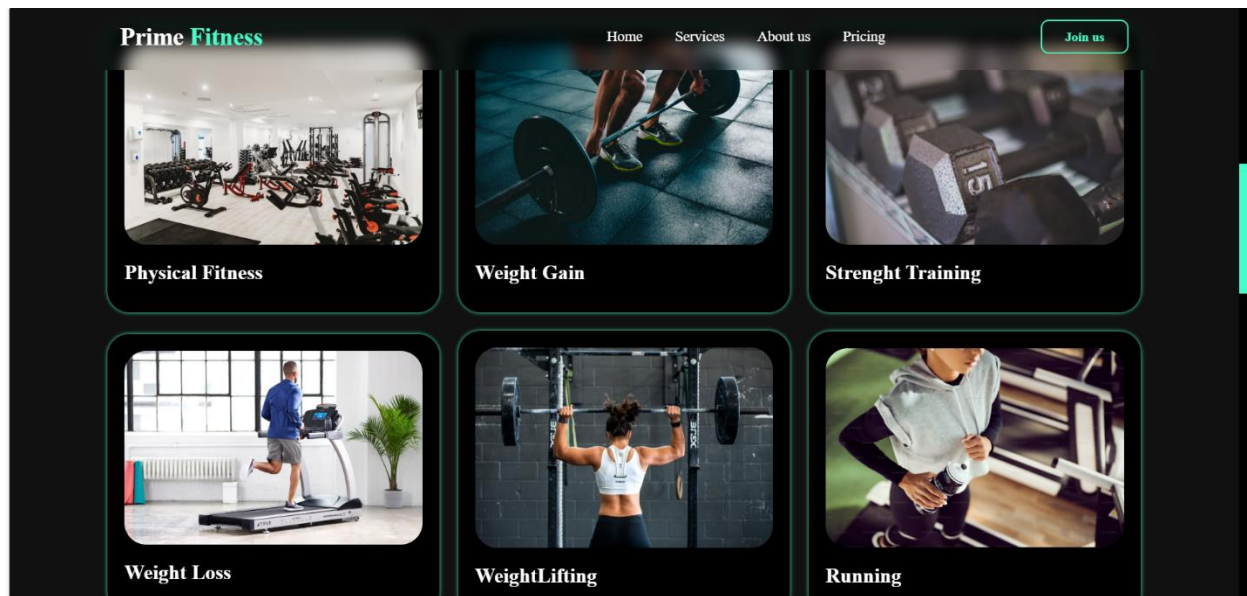 Prime Fitness
Home Services About us Pricing
Join us
15
Physical Fitness
Weight Gain
Strenght Training
Weight Loss
WeightLifting
Running